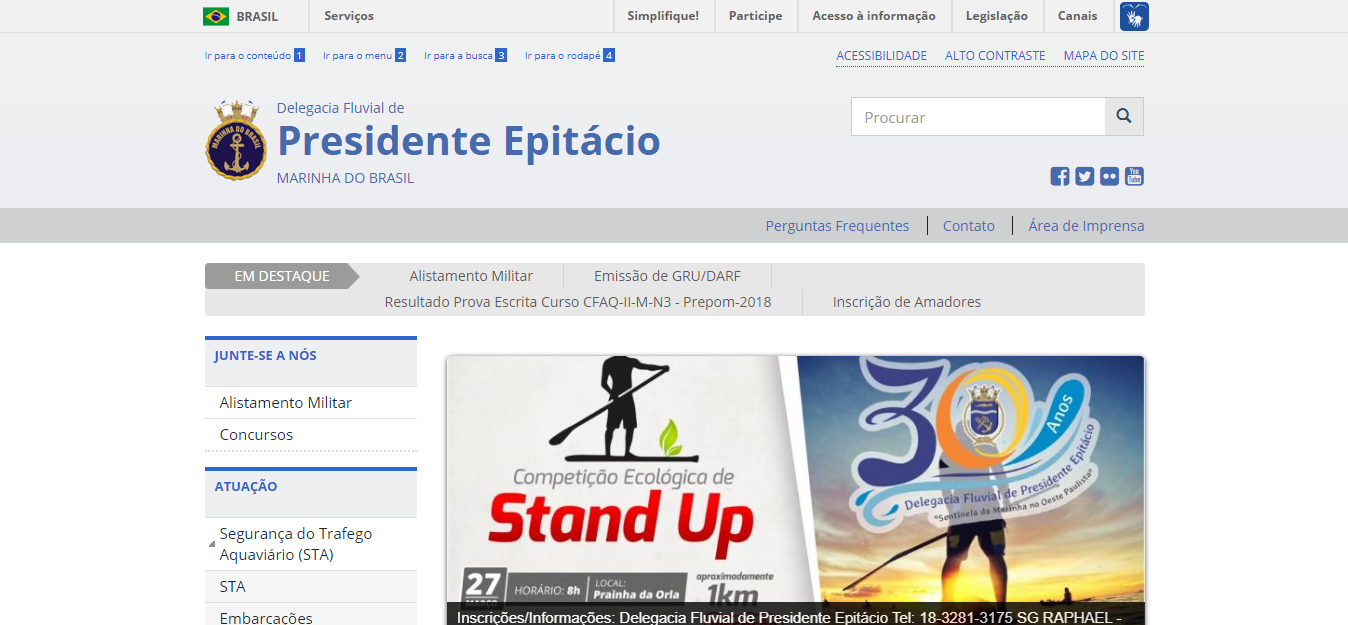 BRASIL Serviços Simplifique! Participe Acesso à informação Legislação Canais
Ir para o conteúdo 1 Ir para o menu 2 Ir para a busca 3 Ir para o rodapé 4 ACESSIBILIDADE ALTO CONTRASTE MAPA DO SITE
Delegacia Fluvial de
Presidente Epitácio
MARINHA DO BRASIL
MARINHA DO BRASIL
Procurar
You
Tube
Perguntas Frequentes Contato Área de Imprensa
EM DESTAQUE Alistamento Militar Emissão de GRU/DARF
Resultado Prova Escrita Curso CFAQ-II-M-N3 - Prepom-2018 Inscrição de Amadores
JUNTE-SE A NÓS
Alistamento Militar
Concursos
ATUAÇÃO
Segurança do Trafego
Aquaviário (STA)
STA
Embarcações
Competição Ecológica de
Stand Up
27
MARÇO
HORÁRIO: 8h
LOCAL:
Prainha da Orla
aproximadamente
1km
30 Anos
Delegacia Fluvial de Presidente Epitácio
"Sentinela da Marinha no Oeste Paulista"
Inscrições/Informações: Delegacia Fluvial de Presidente Epitácio Tel: 18-3281-3175 SG RAPHAEL -